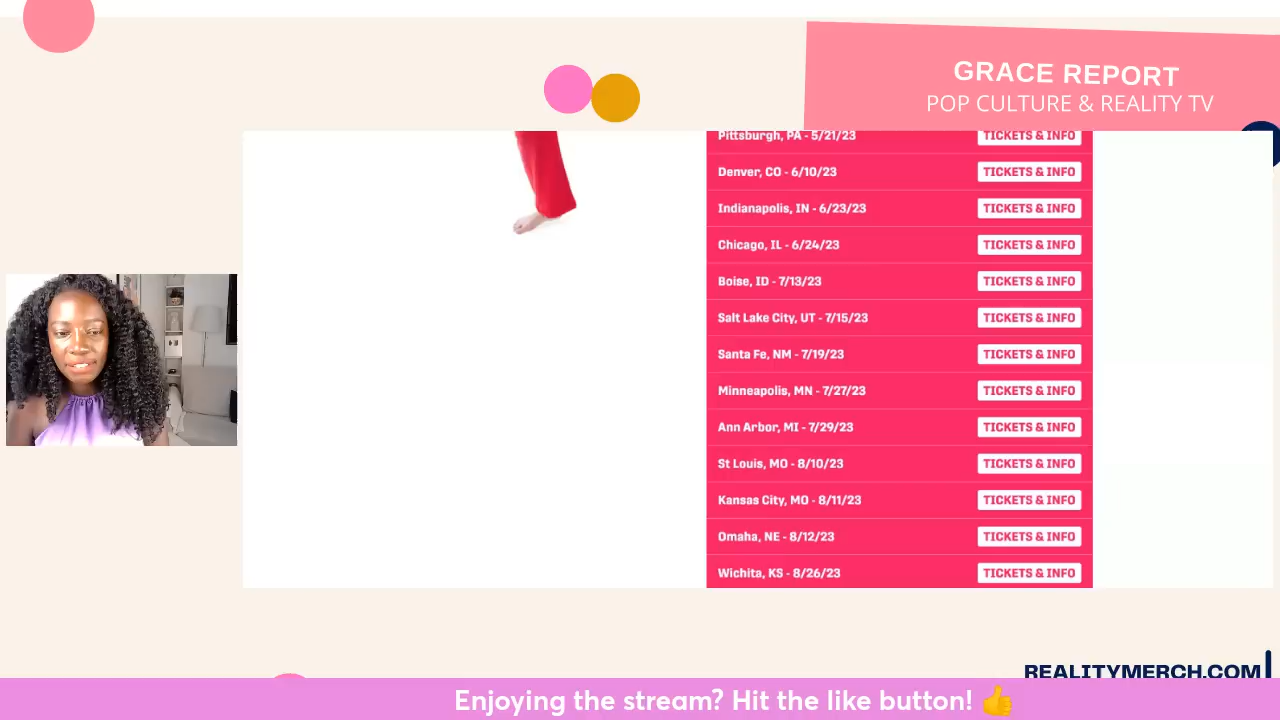 GRACE REPORT
POP CULTURE & REALITY TV
Pittsburgh, PA - 5/21/23 TICKETS & INFO
Denver, CO - 6/10/23 TICKETS & INFO
Indianapolis, IN - 6/23/23 TICKETS & INFO
Chicago, IL - 6/24/23 TICKETS & INFO
Boise, ID - 7/13/23 TICKETS & INFO
Salt Lake City, UT - 7/15/23 TICKETS & INFO
Santa Fe, NM - 7/19/23 TICKETS & INFO
Minneapolis, MN - 7/27/23 TICKETS & INFO
Ann Arbor, MI - 7/29/23 TICKETS & INFO
St Louis, MO - 8/10/23 TICKETS & INFO
Kansas City, MO - 8/11/23 TICKETS & INFO
Omaha, NE - 8/12/23 TICKETS & INFO
Wichita, KS - 8/26/23 TICKETS & INFO
REALITYMERCH.COM
Enjoying the stream? Hit the like button! 👍